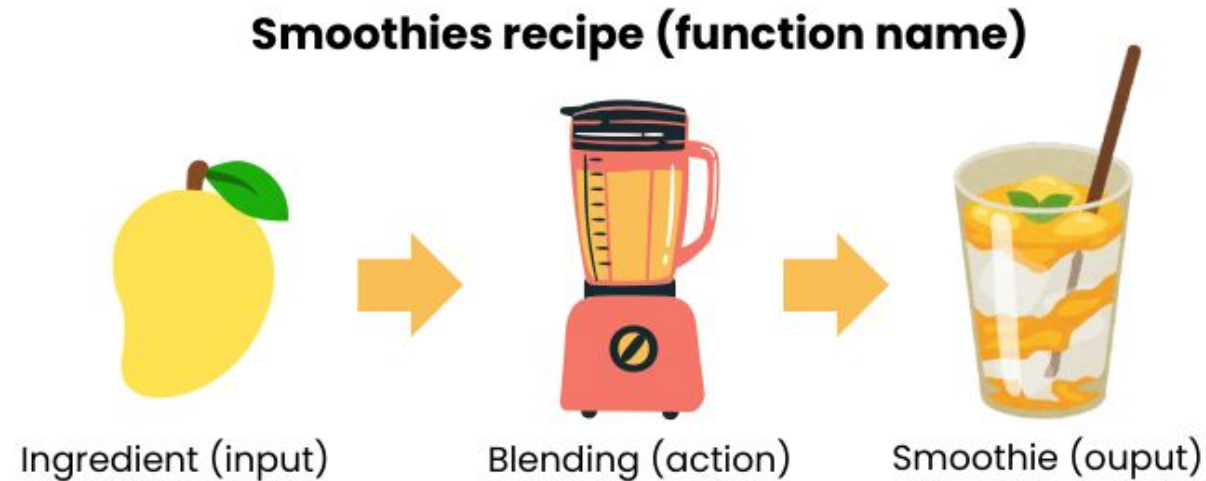 Smoothies recipe (function name)
Ingredient (input)
Blending (action)
Smoothie (ouput)